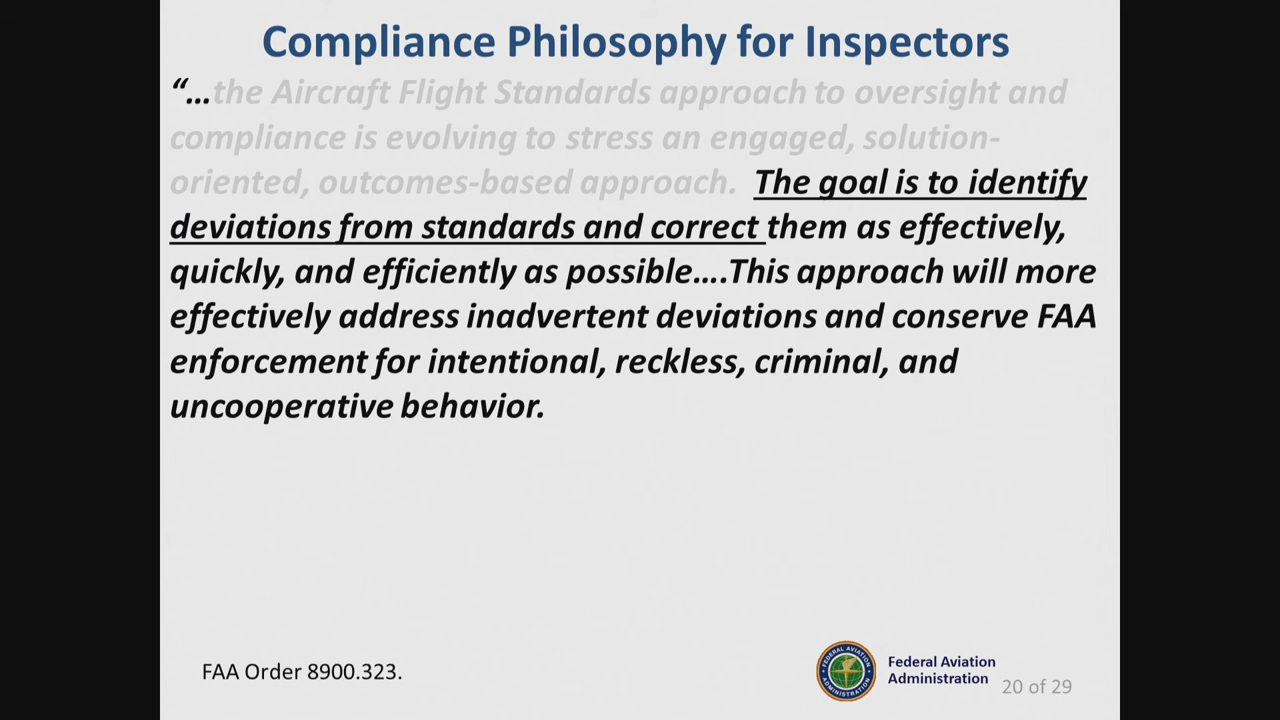 Compliance Philosophy for Inspectors
“…the Aircraft Flight Standards approach to oversight and
compliance is evolving to stress an engaged, solution-
oriented, outcomes-based approach. The goal is to identify
deviations from standards and correct them as effectively,
quickly, and efficiently as possible….This approach will more
effectively address inadvertent deviations and conserve FAA
enforcement for intentional, reckless, criminal, and
uncooperative behavior.
FAA Order 8900.323.
FEDERAL AVIATION
ADMINISTRATION
Federal Aviation
Administration
20 of 29